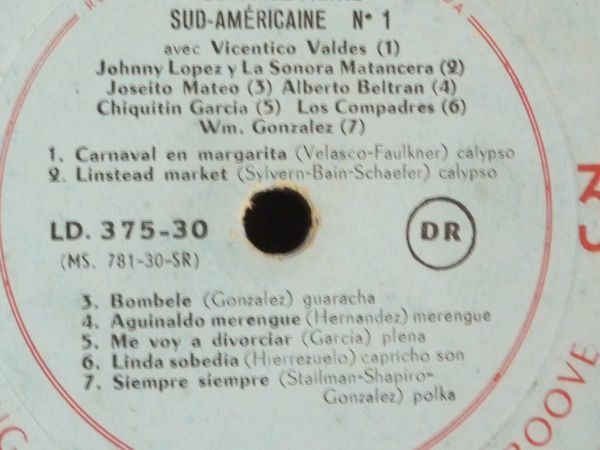 SUD-AMÉRICAINE Nº 1
avec Vicentico Valdes (1)
Johnny Lopez y La Sonora Matancera (2)
Joseito Mateo (3) Alberto Beltran (4)
Chiquitin Garcia (5) Los Compadres (6)
Wm. Gonzalez (7)
1. Carnaval en margarita (Velasco-Faulkner) calypso
2. Linstead market (Sylvern-Bain-Schaefer) calypso
LD. 375-30
DR
(MS. 781-30-SR)
3. Bombele (Gonzalez) guaracha
4. Aguinaldo merengue (Hernandez) merengue
5. Me voy a divorciar (Garcia) plena
6. Linda sobedia (Hierrezuelo) capricho son
7. Siempre siempre (Stailman-Shapiro-
Gonzalez) polka